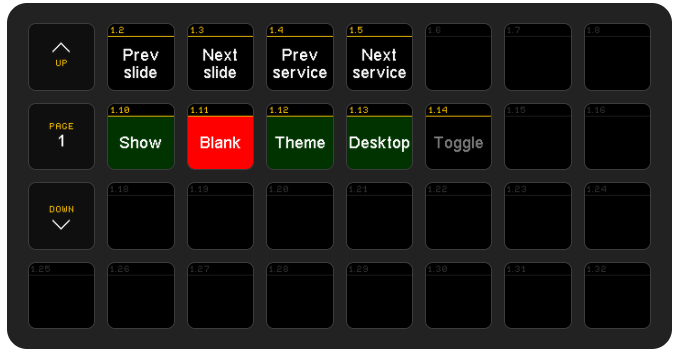 UP
1.2
Prev
slide
1.3
Next
slide
1.4
Prev
service
1.5
Next
service
1.6
1.7
1.8
PAGE
1
1.10
Show
1.11
Blank
1.12
Theme
1.13
Desktop
1.14
Toggle
1.15
1.16
DOWN
1.18
1.19
1.20
1.21
1.22
1.23
1.24
1.25
1.26
1.27
1.28
1.29
1.30
1.31
1.32